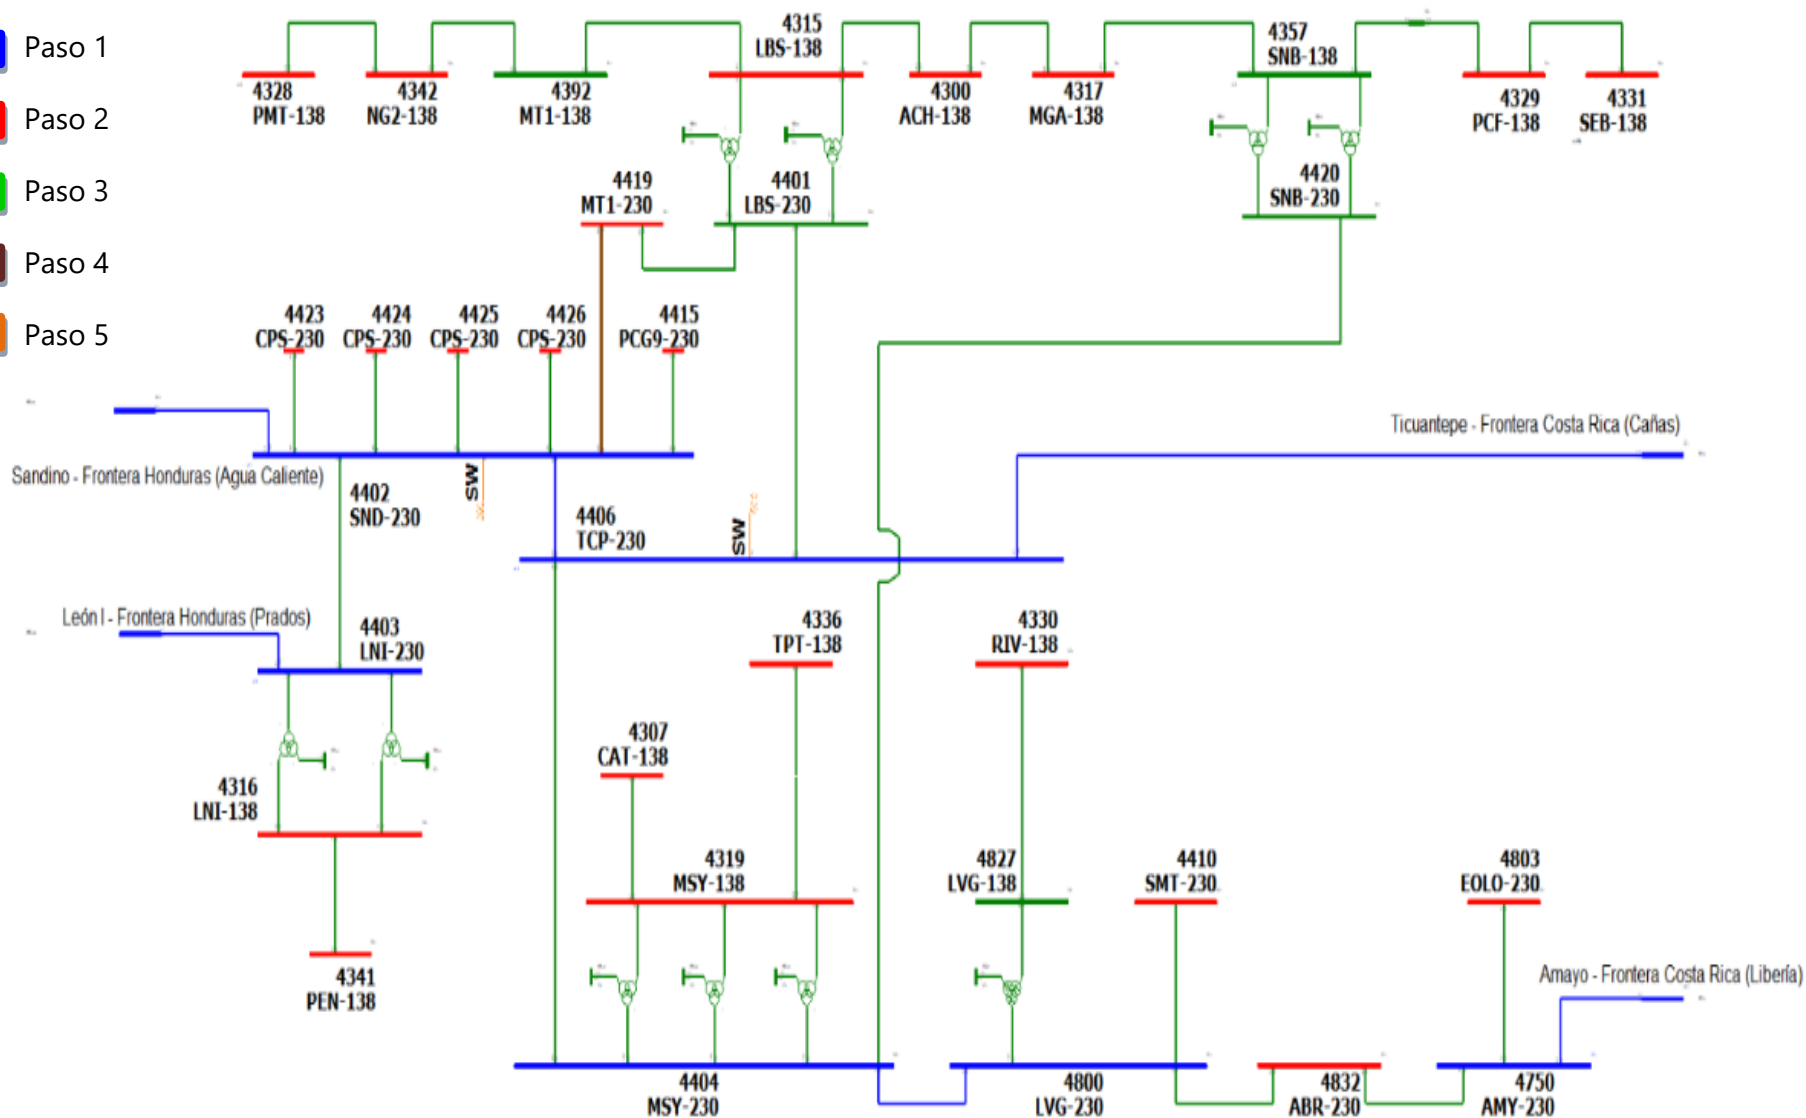 Paso 1
Paso 2
Paso 3
Paso 4
Paso 5
4315
LBS-138
4357
SNB-138
4328
PMT-138
4342
NG2-138
4392
MT1-138
4300
ACH-138
4317
MGA-138
4329
PCF-138
4331
SEB-138
4419
MT1-230
4401
LBS-230
4420
SNB-230
4423
CPS-230
4424
CPS-230
4425
CPS-230
4426
CPS-230
4415
PCG9-230
Ticuantepe - Frontera Costa Rica (Cañas)
Sandino - Frontera Honduras (Agua Caliente)
4402
SND-230
SW
4406
TCP-230
SW
León I - Frontera Honduras (Prados)
4403
LNI-230
4336
TPT-138
4330
RIV-138
4307
CAT-138
4316
LNI-138
4319
MSY-138
4827
LVG-138
4410
SMT-230
4803
EOLO-230
4341
PEN-138
Amayo - Frontera Costa Rica (Libería)
4404
MSY-230
4800
LVG-230
4832
ABR-230
4750
AMY-230